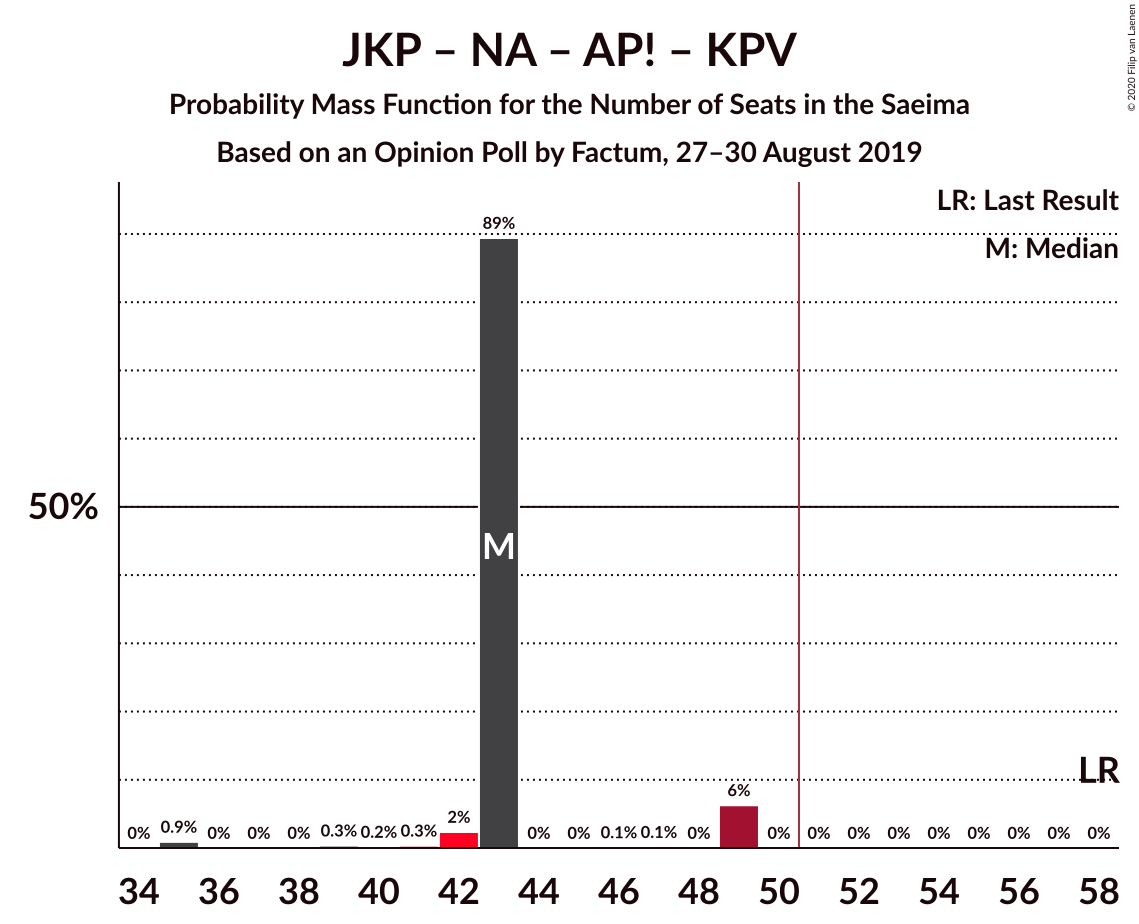 JKP – NA – AP! – KPV
Probability Mass Function for the Number of Seats in the Saeima
Based on an Opinion Poll by Factum, 27–30 August 2019
© 2020 Filip van Laenen
LR: Last Result
M: Median
89%
50%
M
LR
6%
2%
0% 0.9% 0% 0% 0% 0.3% 0.2% 0.3% 0% 0% 0.1% 0.1% 0% 0% 0% 0% 0% 0% 0% 0% 0% 0%
34 36 38 40 42 44 46 48 50 52 54 56 58